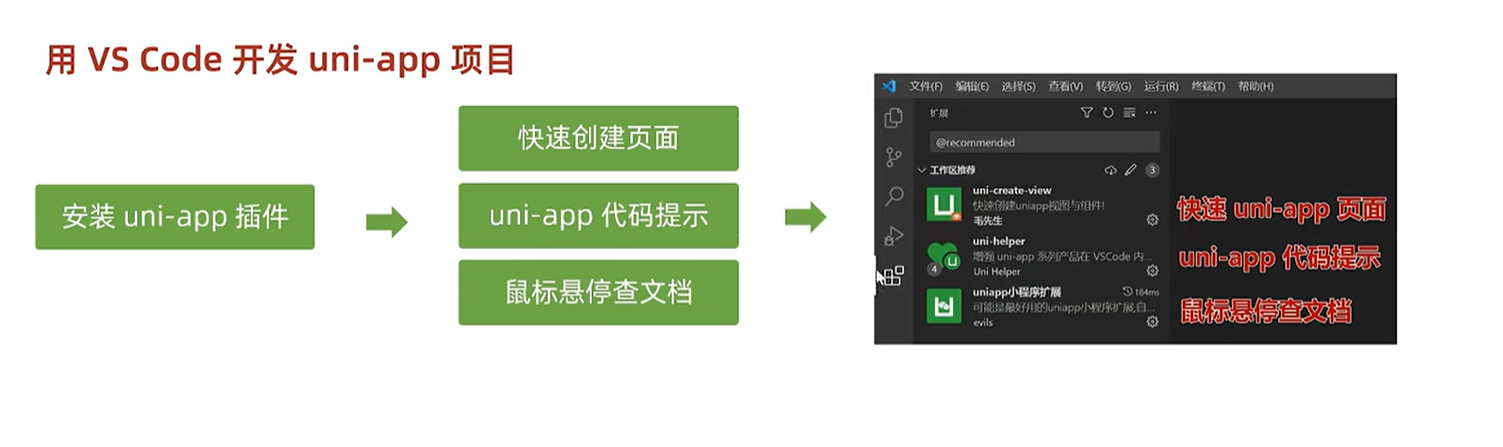 用 VS Code 开发 uni-app 项目
安装 uni-app 插件
快速创建页面
uni-app 代码提示
鼠标悬停查文档
文件(F) 编辑(E) 选择(S) 查看(V) 转到(G) 运行(R) 终端(T) 帮助(H)
扩展
@recommended
工作区推荐 3
uni-create-view
快速创建uniapp视图与组件!
毛先生
uni-helper
增强 uni-app 系列产品在 VSCode 内...
4 Uni Helper
uniapp小程序扩展 184ms
可能是最好用的uniapp小程序扩展,自...
evils
快速 uni-app 页面
uni-app 代码提示
鼠标悬停查文档